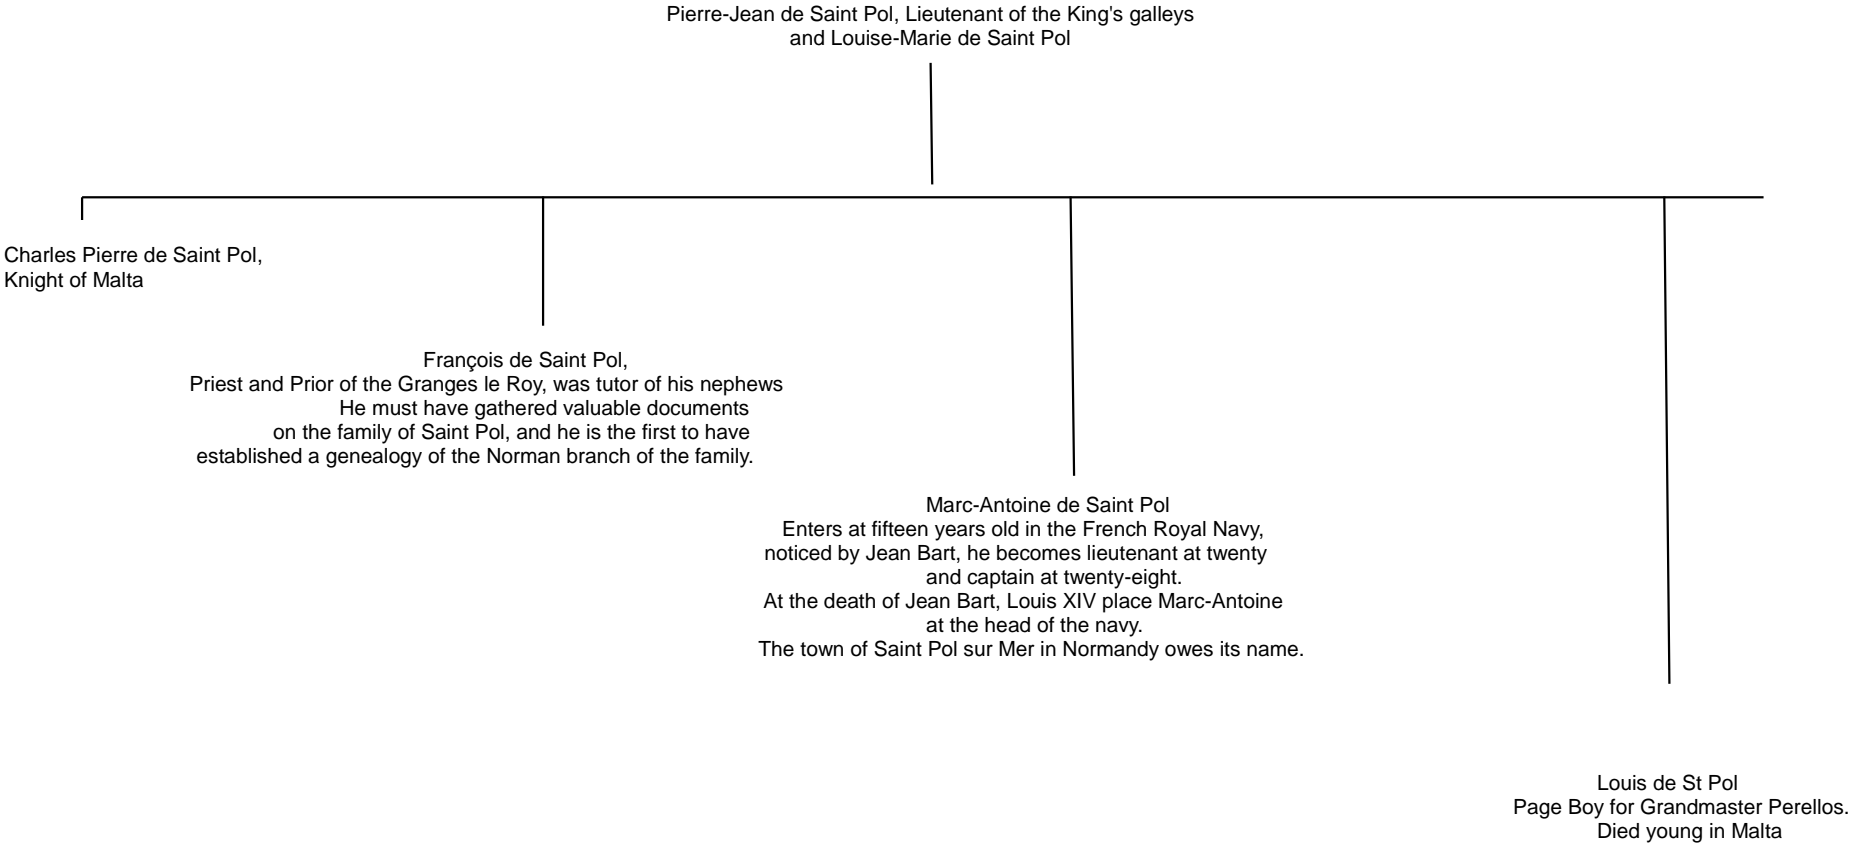 Pierre-Jean de Saint Pol, Lieutenant of the King's galleys
and Louise-Marie de Saint Pol
Charles Pierre de Saint Pol,
Knight of Malta
François de Saint Pol,
Priest and Prior of the Granges le Roy, was tutor of his nephews
He must have gathered valuable documents
on the family of Saint Pol, and he is the first to have
established a genealogy of the Norman branch of the family.
Marc-Antoine de Saint Pol
Enters at fifteen years old in the French Royal Navy,
noticed by Jean Bart, he becomes lieutenant at twenty
and captain at twenty-eight.
At the death of Jean Bart, Louis XIV place Marc-Antoine
at the head of the navy.
The town of Saint Pol sur Mer in Normandy owes its name.
Louis de St Pol
Page Boy for Grandmaster Perellos.
Died young in Malta